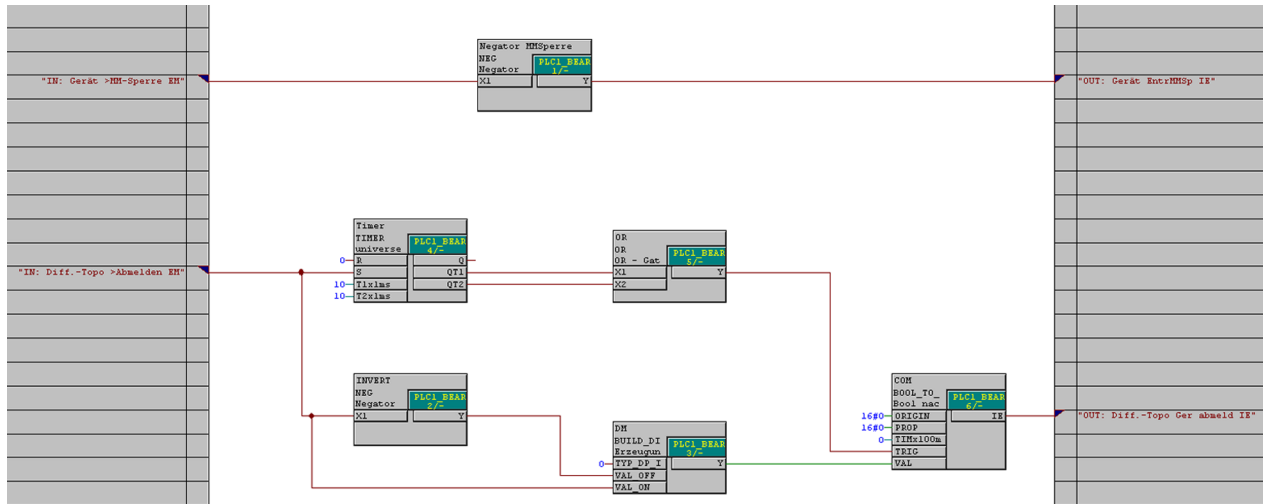 Negator MMSperre
NEG
Negator
PLC1_BEAR
1/-
X1
Y
"IN: Gerät >MM-Sperre EM"
"OUT: Gerät EntrMMSp IE"
Timer
TIMER
universe
PLC1_BEAR
4/-
0
R
Q
"IN: Diff.-Topo >Abmelden EM"
S
QT1
10
T1x1ms
QT2
10
T2x1ms
OR
OR
OR - Gat
PLC1_BEAR
5/-
X1
Y
X2
INVERT
NEG
Negator
PLC1_BEAR
2/-
X1
Y
DM
BUILD_DI
Erzeugun
PLC1_BEAR
3/-
0
TYP_DP_I
Y
VAL_OFF
VAL_ON
COM
BOOL_TO_
Bool nac
PLC1_BEAR
6/-
16#0
ORIGIN
IE
16#0
PROP
0
TIMx100m
TRIG
VAL
"OUT: Diff.-Topo Ger abmeld IE"